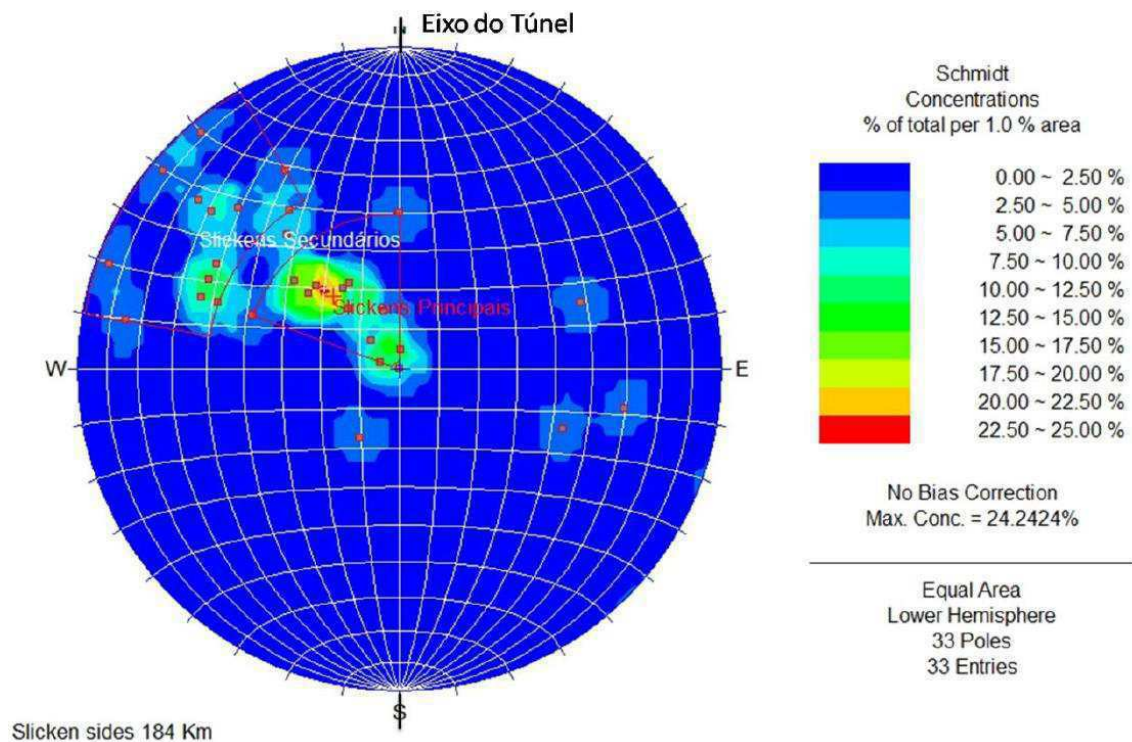 Eixo do Túnel
Slickens Secundários
Slickens Principais
W
E
S
Slicken sides 184 Km
Schmidt
Concentrations
% of total per 1.0 % area
0.00 ~ 2.50 %
2.50 ~ 5.00 %
5.00 ~ 7.50 %
7.50 ~ 10.00 %
10.00 ~ 12.50 %
12.50 ~ 15.00 %
15.00 ~ 17.50 %
17.50 ~ 20.00 %
20.00 ~ 22.50 %
22.50 ~ 25.00 %
No Bias Correction
Max. Conc. = 24.2424%
Equal Area
Lower Hemisphere
33 Poles
33 Entries